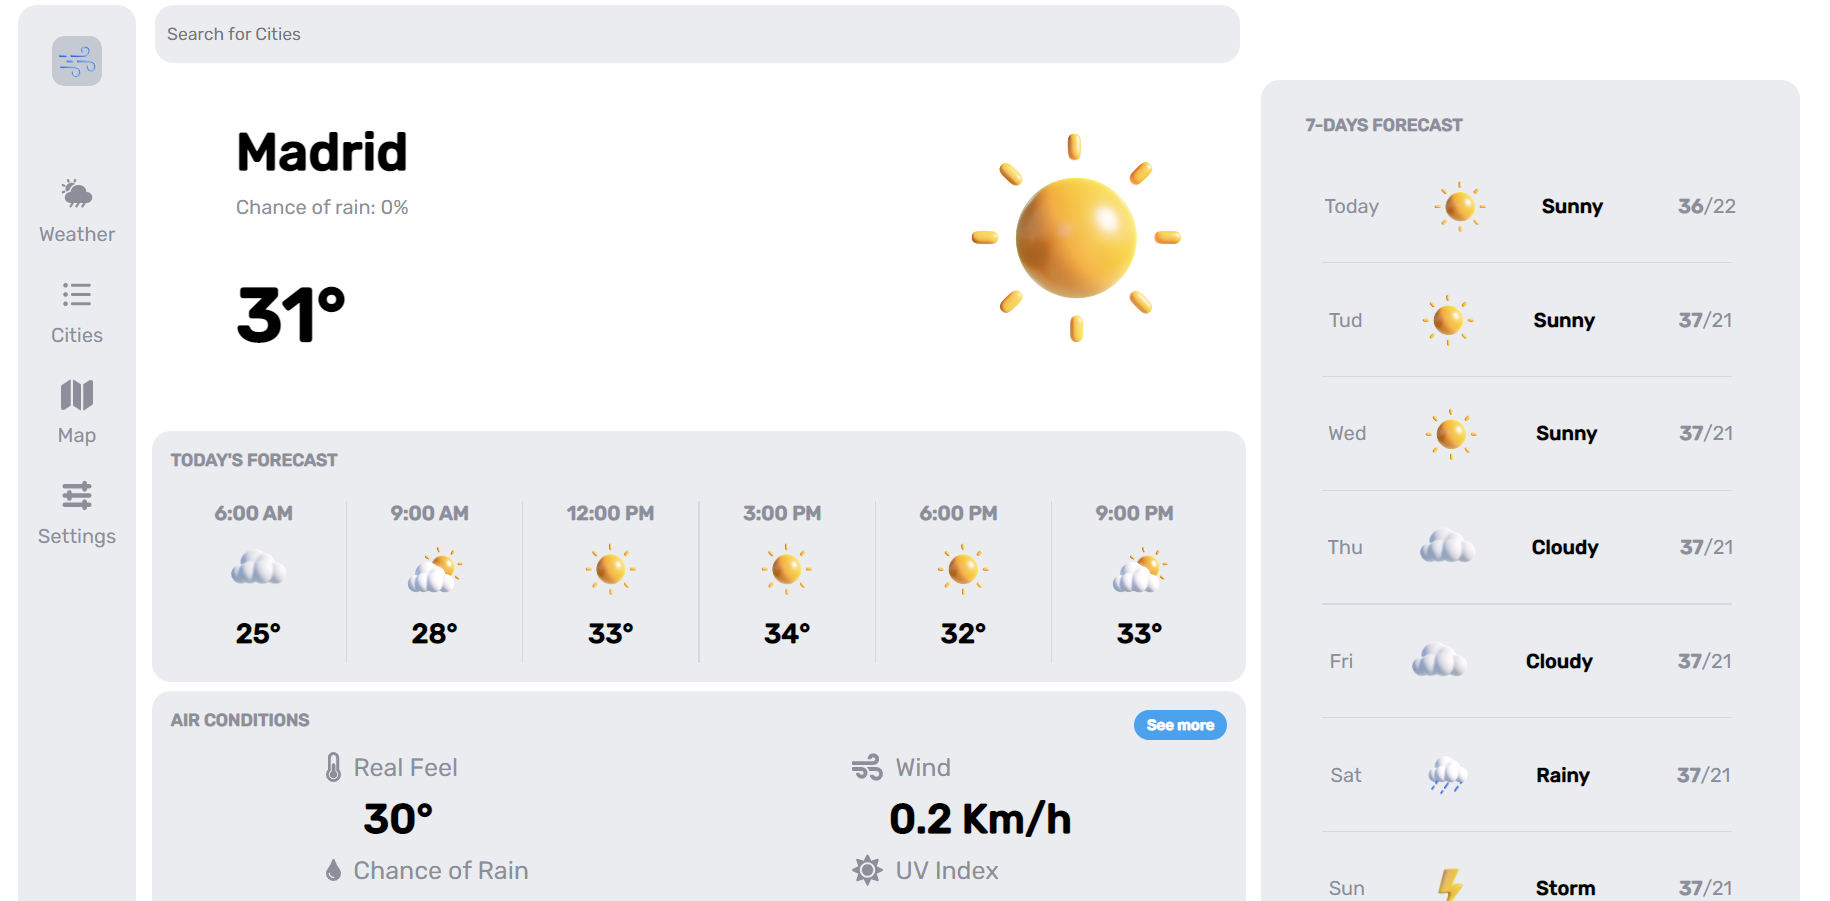 Search for Cities
Weather
Cities
Map
Settings
Madrid
Chance of rain: 0%
31°
TODAY'S FORECAST
6:00 AM 9:00 AM 12:00 PM 3:00 PM 6:00 PM 9:00 PM
25° 28° 33° 34° 32° 33°
AIR CONDITIONS
See more
Real Feel
30°
Wind
0.2 Km/h
Chance of Rain
UV Index
7-DAYS FORECAST
Today Sunny 36/22
Tud Sunny 37/21
Wed Sunny 37/21
Thu Cloudy 37/21
Fri Cloudy 37/21
Sat Rainy 37/21
Sun Storm 37/21